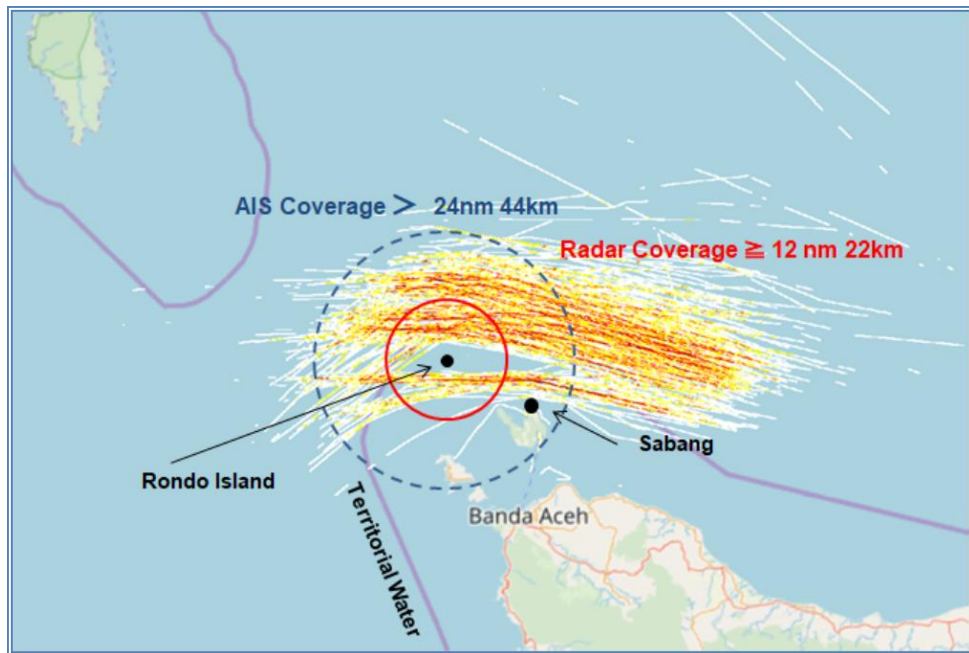 AIS Coverage ＞ 24nm 44km
Radar Coverage ≧ 12 nm 22km
Sabang
Rondo Island
Territorial Water
Banda Aceh